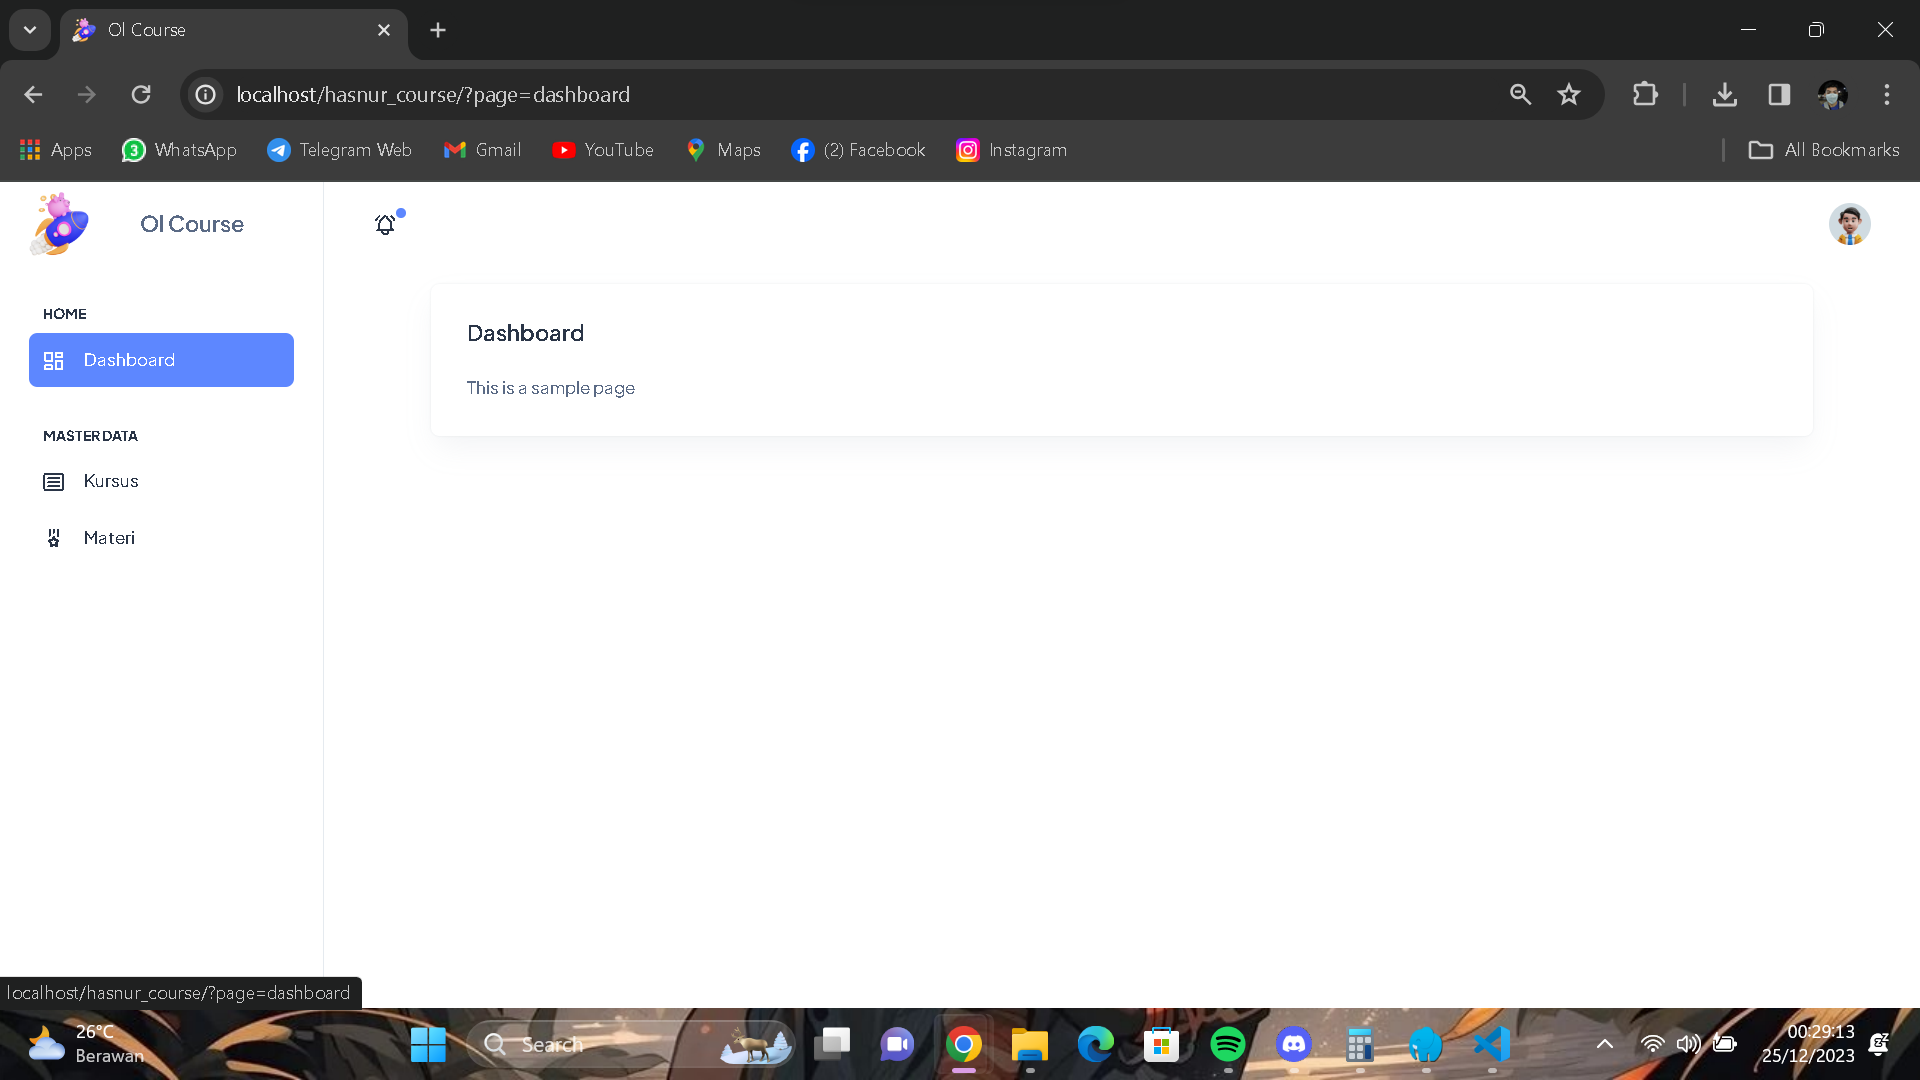 Ol Course
localhost/hasnur_course/?page=dashboard
Apps
WhatsApp
Telegram Web
Gmail
YouTube
Maps
(2) Facebook
Instagram
All Bookmarks
Ol Course
HOME
Dashboard
MASTER DATA
Kursus
Materi
Dashboard
This is a sample page
localhost/hasnur_course/?page=dashboard
26°C
Berawan
Search
00:29:13
25/12/2023